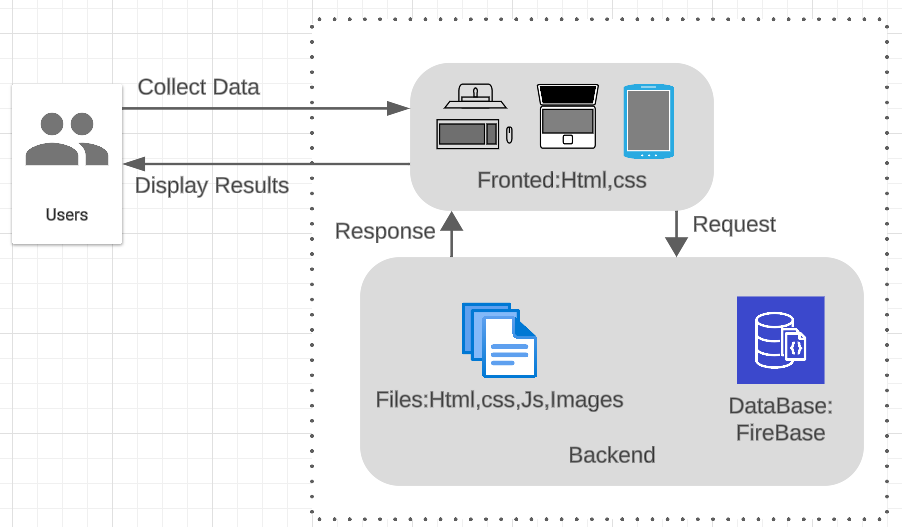 Collect Data
Display Results
Users
Fronted:Html,css
Response
Request
Files:Html,css,Js,Images
DataBase:
FireBase
Backend